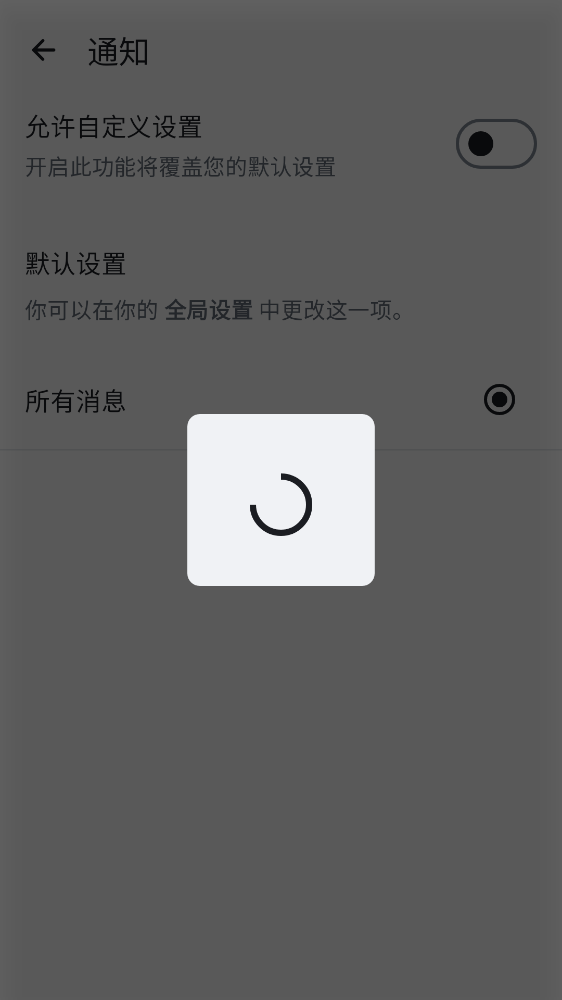 通知
允许自定义设置
开启此功能将覆盖您的默认设置
默认设置
你可以在你的 全局设置 中更改这一项。
所有消息